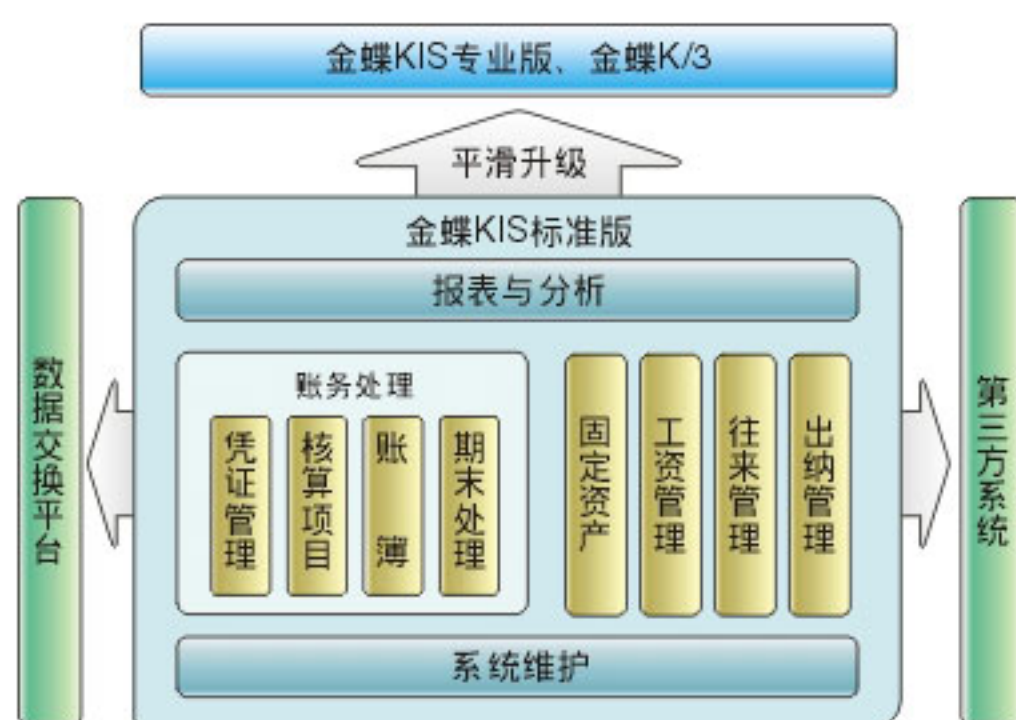 金蝶KIS专业版、金蝶K/3
平滑升级
金蝶KIS标准版
报表与分析
数据交换平台
账务处理
凭证管理
核算项目
账簿
期末处理
固定资产
工资管理
往来管理
出纳管理
第三方系统
系统维护